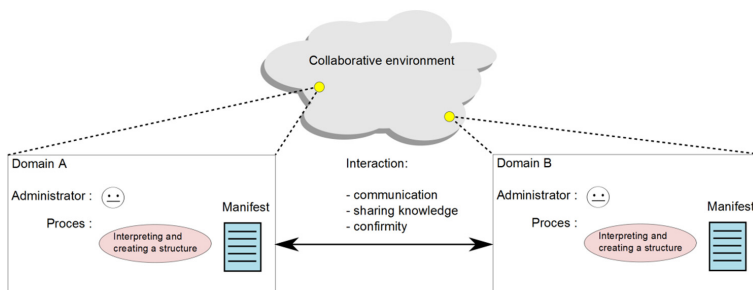 Collaborative environment
Domain A
Administrator :
Proces :
Interpreting and
creating a structure
Manifest
Interaction:
- communication
- sharing knowledge
- confirmity
Domain B
Administrator :
Proces :
Interpreting and
creating a structure
Manifest